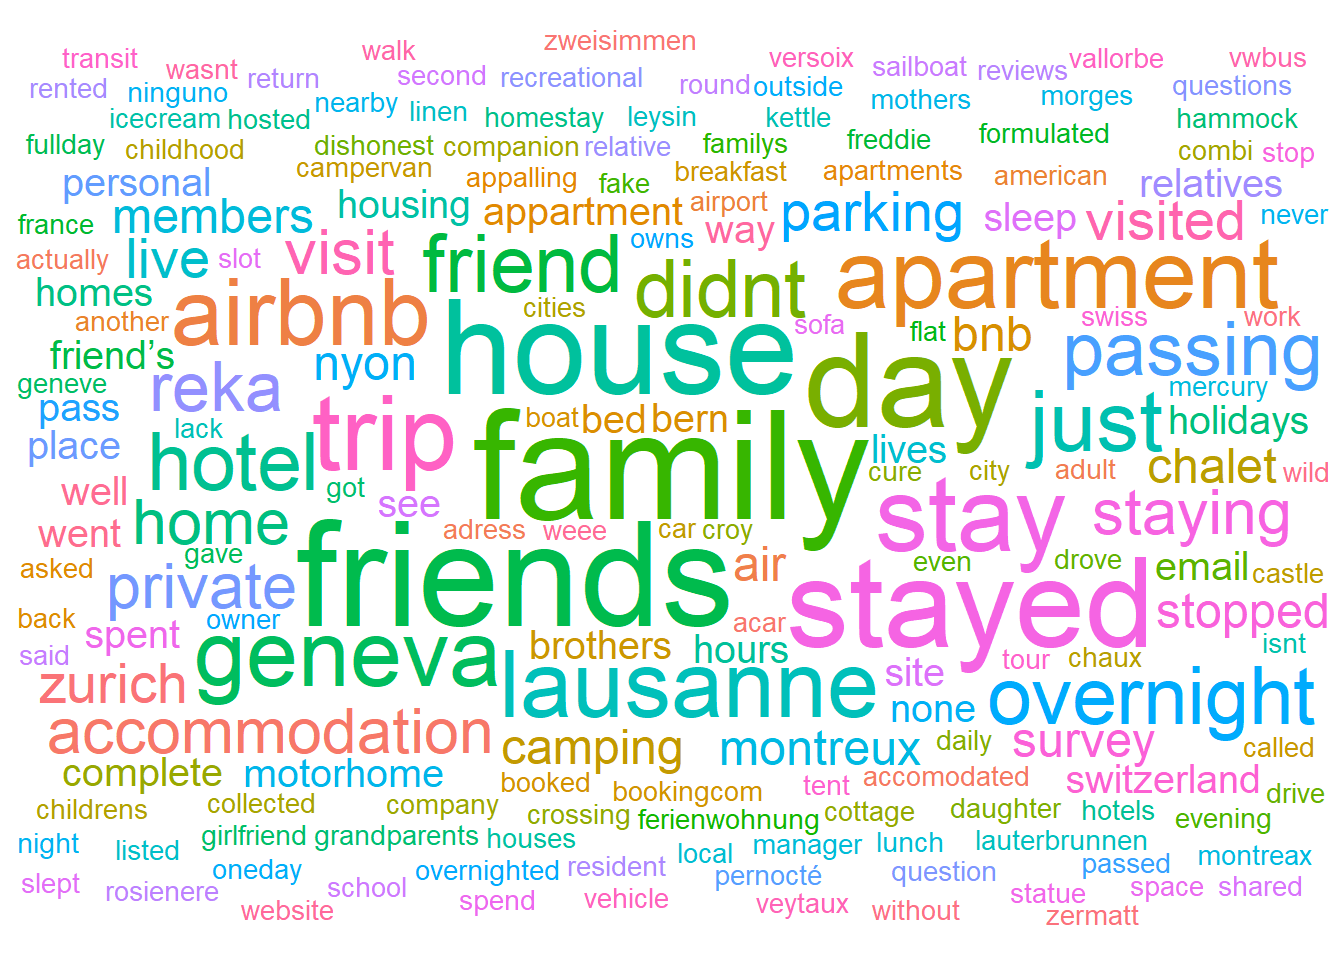 zweisimmen
transit walk versoix vallorbe vwbus
wasnt return second recreational round outside sailboat reviews questions
rented ninguno nearby linen homestay leysin kettle mothers morges hammock
icecream hosted freddie formulated
fullday childhood dishonest companion relative familys combi stop
personal campervan appalling fake breakfast apartments american relatives
france members housing appartment airport parking sleep visited never
actually live slot visit friend owns way apartment
homes airbnb cities didnt sofa flat bnb swiss work
another house day passing
friend’s nyon mercury
geneve reka trip boat bed bern just holidays
pass lack family lives
place hotel got cure city adult chalet wild
well see stay staying
went home adress weee car croy
asked gave friends air even drove email castle
private stayed stopped
back spent owner brothers acar isnt
said geneva hours site tour chaux
zurich lausanne none overnight
accommodation camping montreux daily survey called
complete motorhome booked bookingcom tent accomodated switzerland drive
childrens collected company crossing ferienwohnung cottage daughter hotels evening
night listed girlfriend grandparents houses local manager lunch lauterbrunnen montreax
slept oneday overnighted resident pernocté question passed
rosienere school spend vehicle veytaux statue space shared
website without zermatt